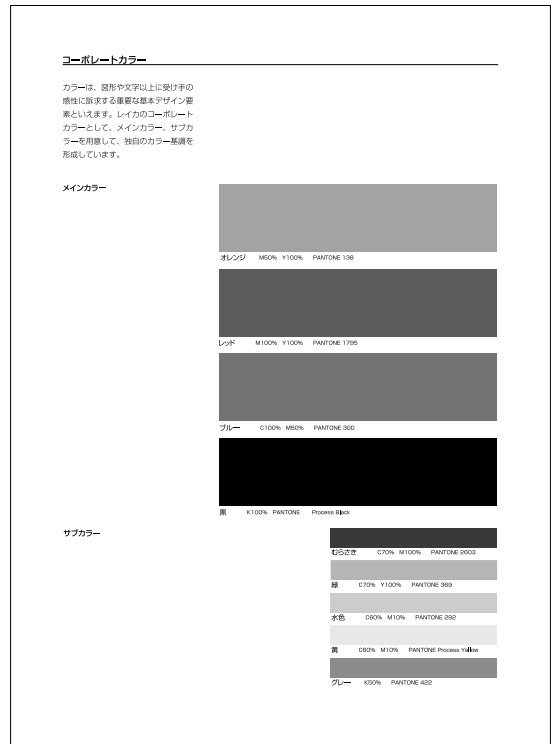 コーポレートカラー
カラーは、図形や文字以上に受け手の
感性に訴求する重要な基本デザイン要
素といえます。レイカのコーポレート
カラーとして、メインカラー、サブカ
ラーを用意して、独自のカラー基調を
形成しています。
メインカラー
オレンジ M50% Y100% PANTONE 138
レッド M100% Y100% PANTONE 1795
ブルー C100% M50% PANTONE 300
黒 K100% PANTONE Process Black
サブカラー
むらさき C70% M100% PANTONE 2603
緑 C70% Y100% PANTONE 369
水色 C60% M10% PANTONE 292
黄 C60% M10% PANTONE Process Yellow
グレー K50% PANTONE 422